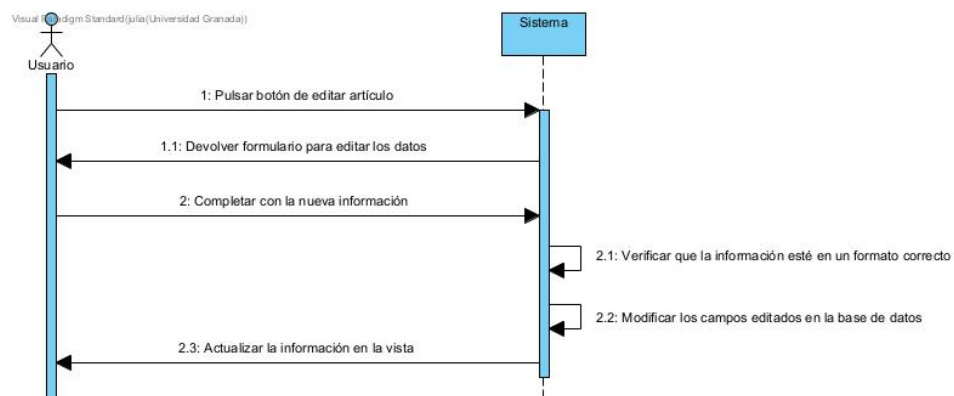 Visual Paradigm Standard(julia(Universidad Granada))
Sistema
Usuario
1: Pulsar botón de editar artículo
1.1: Devolver formulario para editar los datos
2: Completar con la nueva información
2.1: Verificar que la información esté en un formato correcto
2.2: Modificar los campos editados en la base de datos
2.3: Actualizar la información en la vista